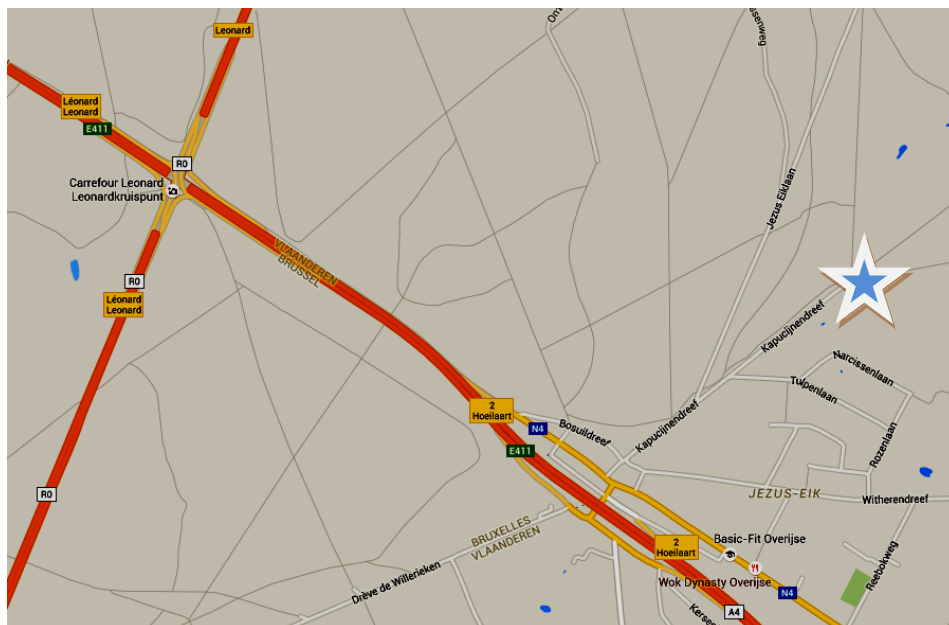 Leonard
Léonard
Leonard
E411
R0
Carrefour Leonard
Leonardkruispunt
Jezus Eiklaan
VLAANDEREN
BRUSSEL
R0
Léonard
Leonard
Kapucijnendreef
Narcissenlaan
Tulpenlaan
2
Hoeilaart
N4
Bosuildreef
Kapucijnendreef
Rozenlaan
E411
R0
JEZUS-EIK
Witherendreef
BRUXELLES
VLAANDEREN
2
Hoeilaart
Basic-Fit Overijse
Wok Dynasty Overijse
Drève de Willerieken
N4
Reebokweg
A4